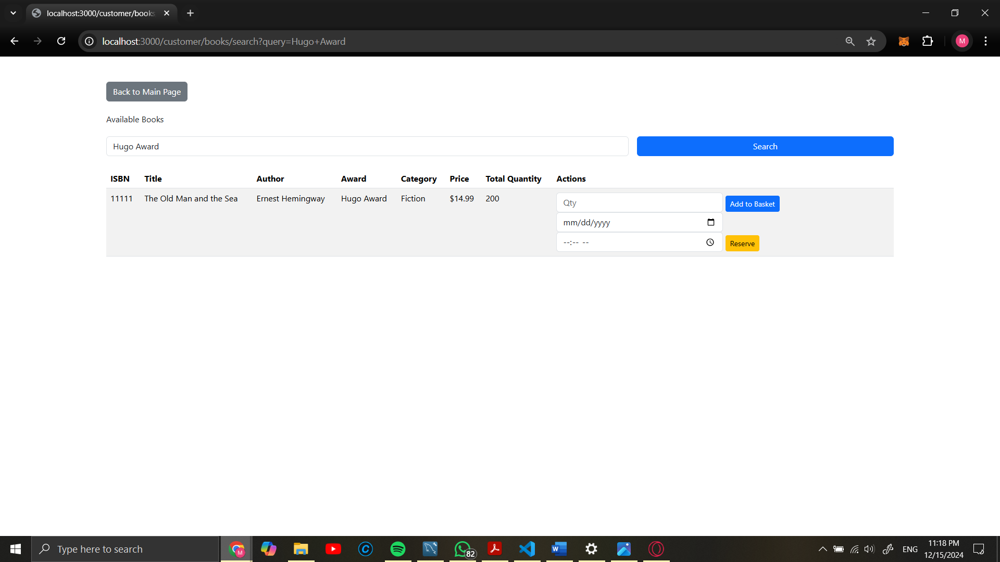 localhost:3000/customer/books
localhost:3000/customer/books/search?query=Hugo+Award
M
Back to Main Page
Available Books
Hugo Award
Search
ISBN Title Author Award Category Price Total Quantity Actions
11111 The Old Man and the Sea Ernest Hemingway Hugo Award Fiction $14.99 200
Qty Add to Basket
mm/dd/yyyy
--:-- -- Reserve
Type here to search
M
82
W
ENG
11:18 PM
12/15/2024